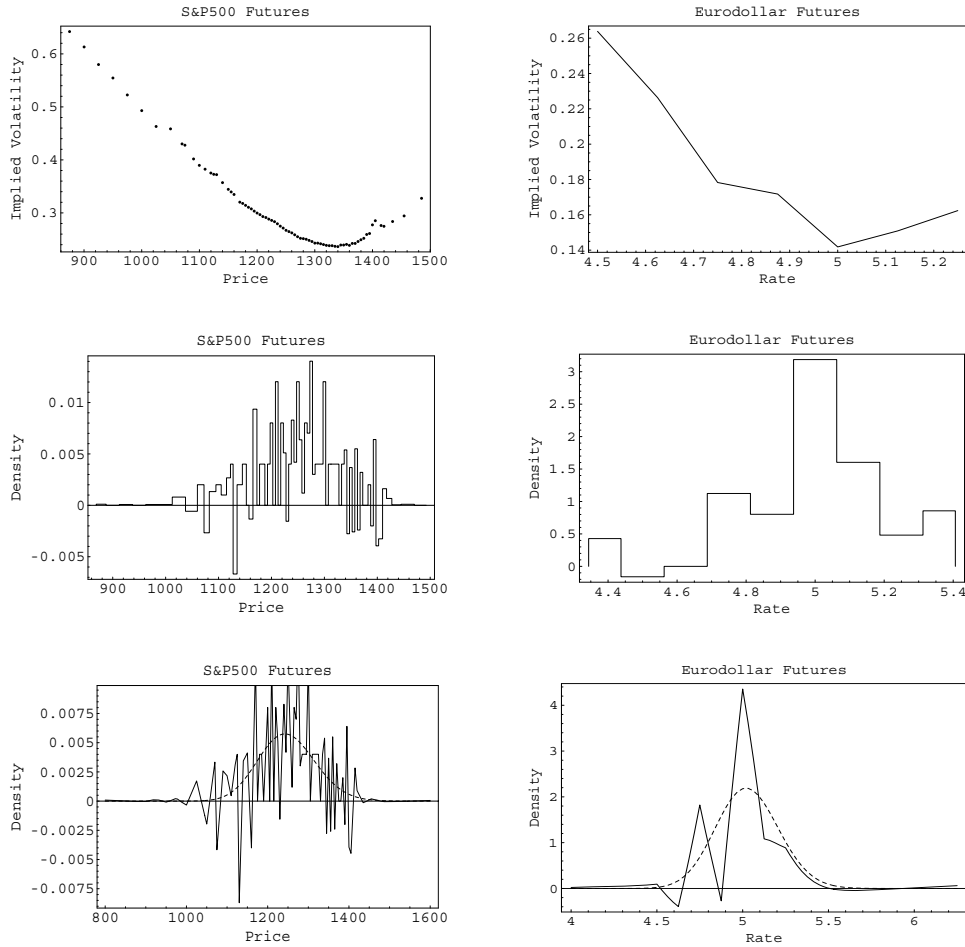 S&P500 Futures
Implied Volatility
0.6
0.5
0.4
0.3
900 1000 1100 1200 1300 1400 1500
Price
Eurodollar Futures
Implied Volatility
0.26
0.24
0.22
0.2
0.18
0.16
0.14
4.5 4.6 4.7 4.8 4.9 5 5.1 5.2
Rate
S&P500 Futures
Density
0.01
0.005
0
-0.005
900 1000 1100 1200 1300 1400 1500
Price
Eurodollar Futures
Density
3
2.5
2
1.5
1
0.5
0
4.4 4.6 4.8 5 5.2 5.4
Rate
S&P500 Futures
Density
0.0075
0.005
0.0025
0
-0.0025
-0.005
-0.0075
800 1000 1200 1400 1600
Price
Eurodollar Futures
Density
4
3
2
1
0
4 4.5 5 5.5 6
Rate